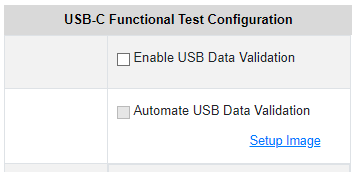 USB-C Functional Test Configuration
Enable USB Data Validation
Automate USB Data Validation
Setup Image